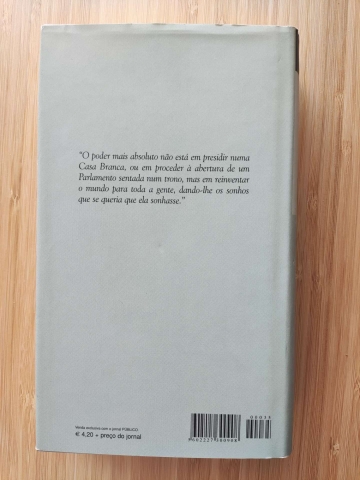 “O poder mais absoluto não está em presidir numa
Casa Branca, ou em proceder à abertura de um
Parlamento sentada num trono, mas em reinventar
o mundo para toda a gente, dando-lhe os sonhos
que se queria que ela sonhasse.”
Venda exclusiva com o jornal PÚBLICO
€ 4,20 + preço do jornal
00035